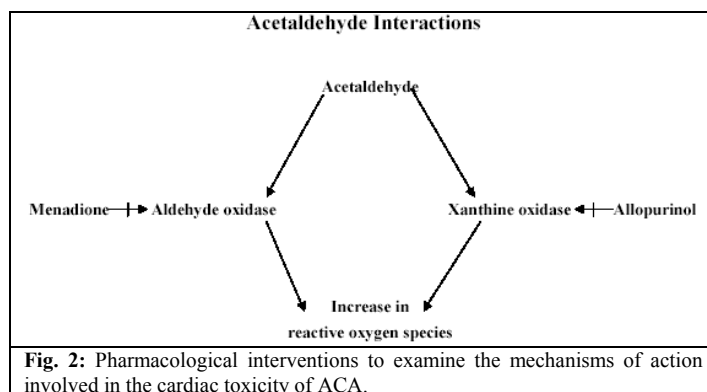 Acetaldehyde Interactions
Acetaldehyde
Menadione Aldehyde oxidase Xanthine oxidase Allopurinol
Increase in
reactive oxygen species
Fig. 2: Pharmacological interventions to examine the mechanisms of action
involved in the cardiac toxicity of ACA.